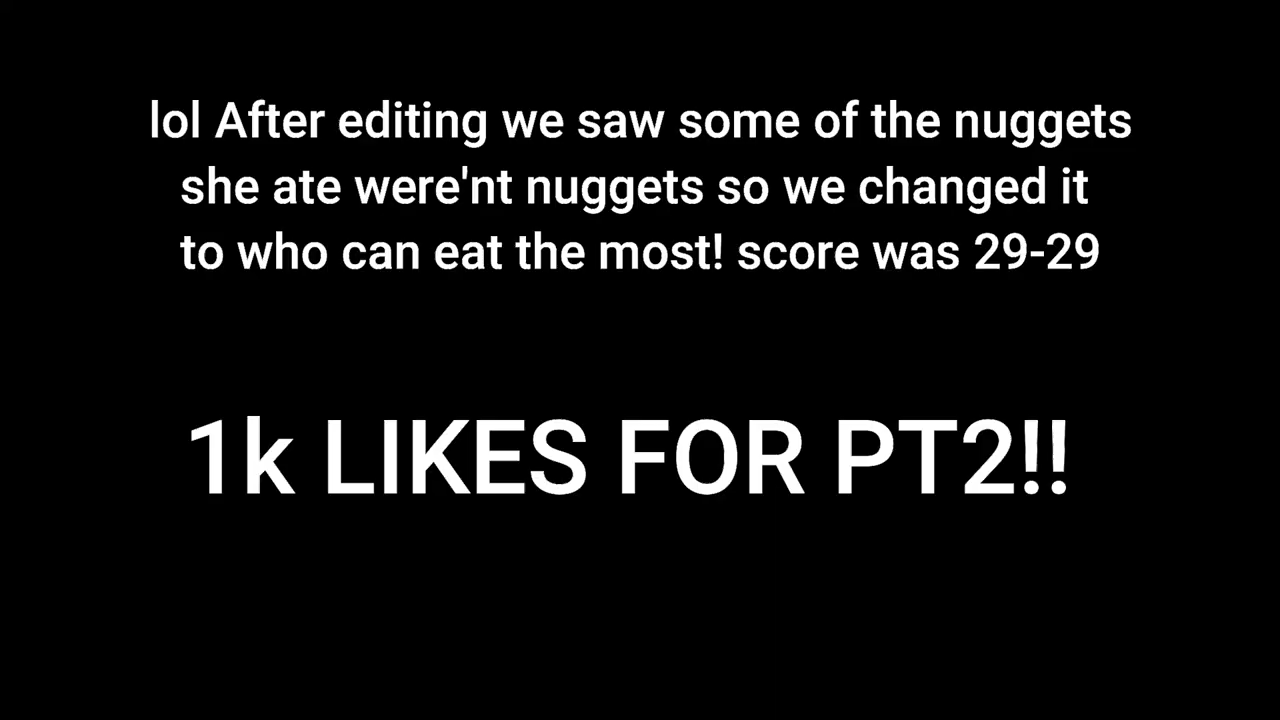 lol After editing we saw some of the nuggets
she ate were'nt nuggets so we changed it
to who can eat the most! score was 29-29
1k LIKES FOR PT2!!